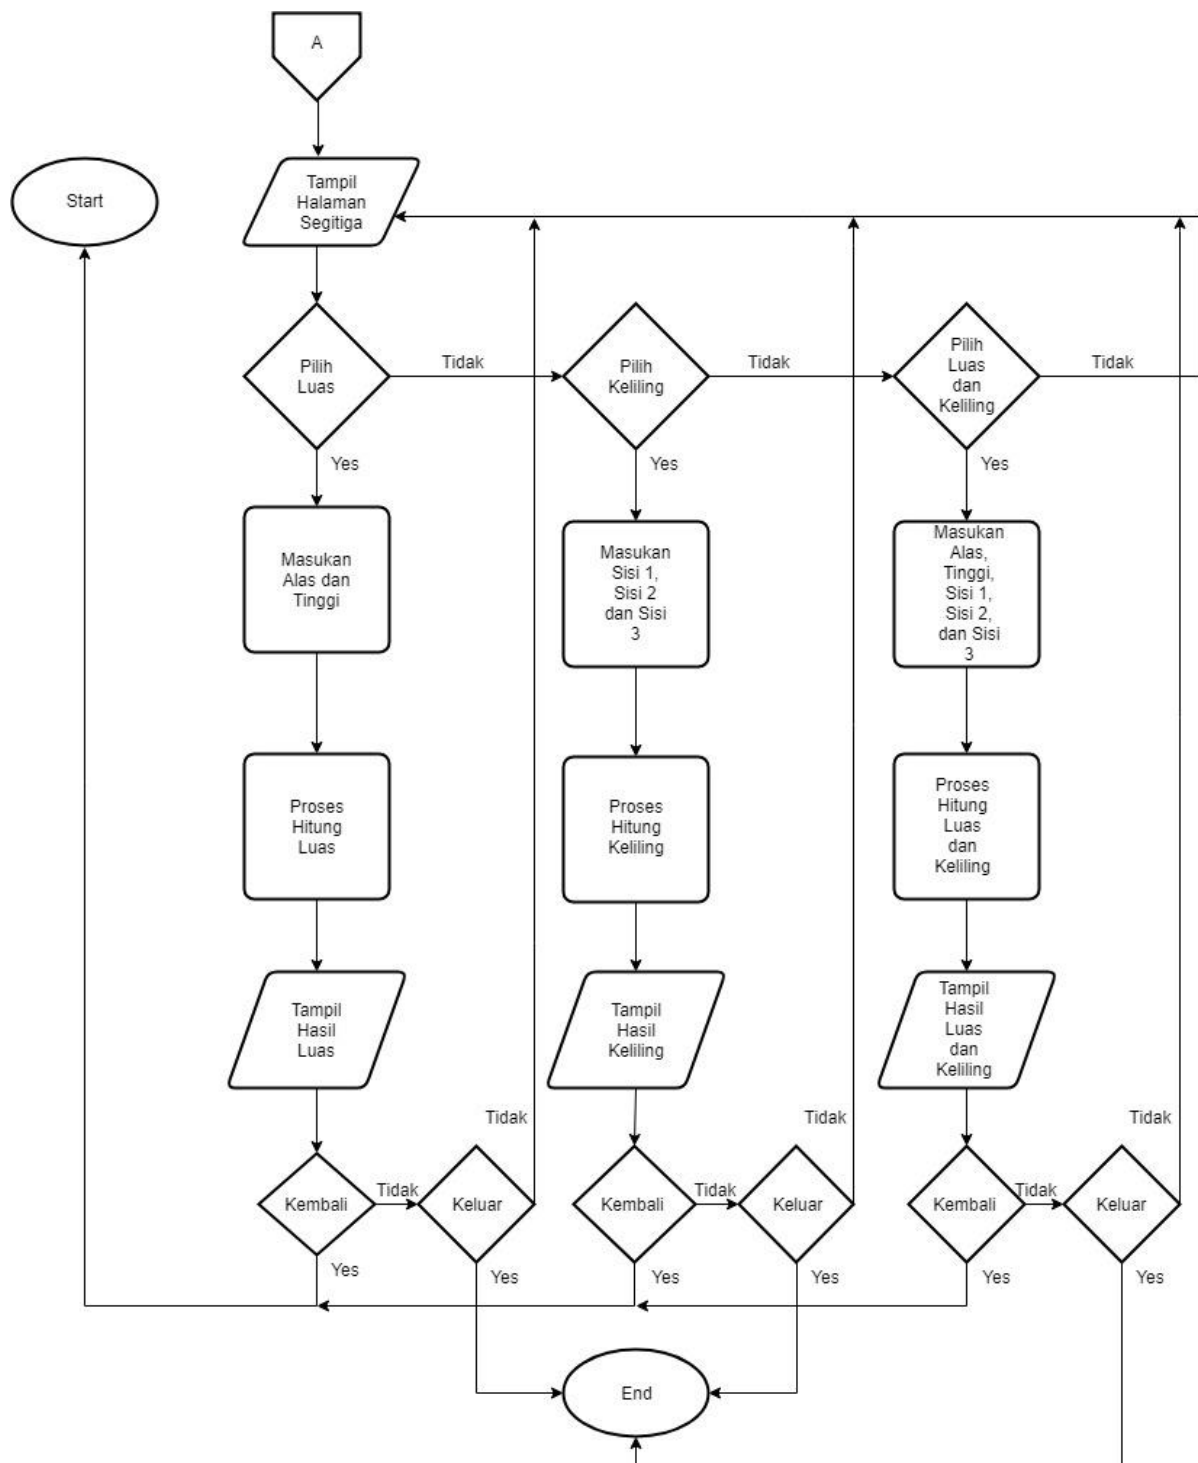 A
Start
Tampil
Halaman
Segitiga
Pilih
Luas
Tidak
Pilih
Keliling
Tidak
Pilih
Luas
dan
Keliling
Tidak
Yes
Yes
Yes
Masukan
Alas dan
Tinggi
Masukan
Sisi 1,
Sisi 2
dan Sisi
3
Masukan
Alas,
Tinggi,
Sisi 1,
Sisi 2,
dan Sisi
3
Proses
Hitung
Luas
Proses
Hitung
Keliling
Proses
Hitung
Luas
dan
Keliling
Tampil
Hasil
Luas
Tampil
Hasil
Keliling
Tampil
Hasil
Luas
dan
Keliling
Tidak
Tidak
Tidak
Kembali
Tidak
Keluar
Kembali
Tidak
Keluar
Kembali
Tidak
Keluar
Yes
Yes
Yes
Yes
Yes
Yes
End